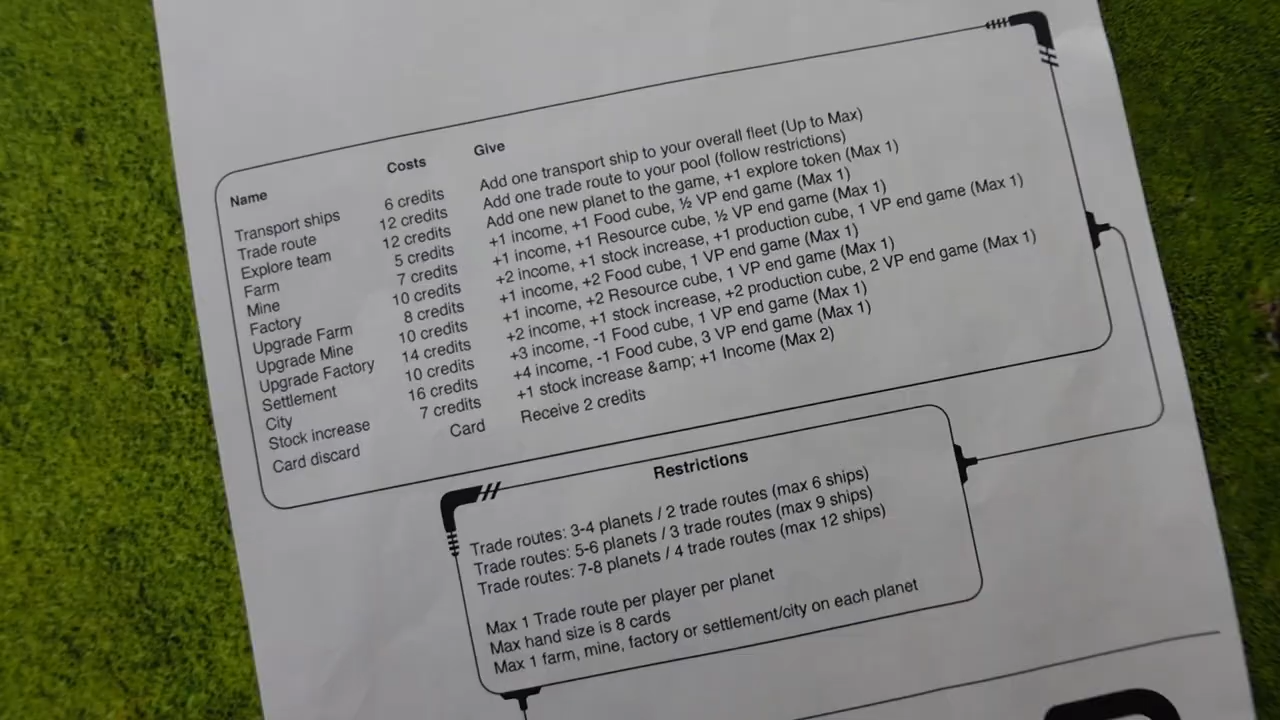 Name Costs Give
Transport ships 6 credits Add one transport ship to your overall fleet (Up to Max)
Trade route 12 credits Add one trade route to your pool (follow restrictions)
Explore team 12 credits Add one new planet to the game, +1 explore token (Max 1)
Farm 5 credits +1 income, +1 Food cube, ½ VP end game (Max 1)
Mine 7 credits +1 income, +1 Resource cube, ½ VP end game (Max 1)
Factory 10 credits +2 income, +1 stock increase, +1 production cube, 1 VP end game (Max 1)
Upgrade Farm 8 credits +1 income, +2 Food cube, 1 VP end game (Max 1)
Upgrade Mine 10 credits +1 income, +2 Resource cube, 1 VP end game (Max 1)
Upgrade Factory 14 credits +2 income, +1 stock increase, +2 production cube, 2 VP end game (Max 1)
Settlement 10 credits +3 income, -1 Food cube, 1 VP end game (Max 1)
City 16 credits +4 income, -1 Food cube, 3 VP end game (Max 1)
Stock increase 7 credits +1 stock increase &amp; +1 Income (Max 2)
Card discard Card Receive 2 credits
Restrictions
Trade routes: 3-4 planets / 2 trade routes (max 6 ships)
Trade routes: 5-6 planets / 3 trade routes (max 9 ships)
Trade routes: 7-8 planets / 4 trade routes (max 12 ships)
Max 1 Trade route per player per planet
Max hand size is 8 cards
Max 1 farm, mine, factory or settlement/city on each planet